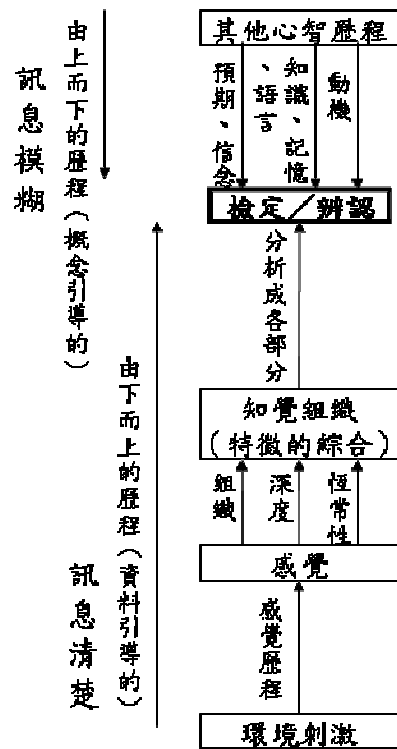 其他心智歷程
預期、信念
、語言
知識、記憶
動機
檢定／辨認
分析成各部分
知覺組織
（特徵的綜合）
組織
深度
恆常性
感覺
感覺歷程
環境刺激
由上而下的歷程（概念引導的）
訊息模糊
由下而上的歷程（資料引導的）
訊息清楚